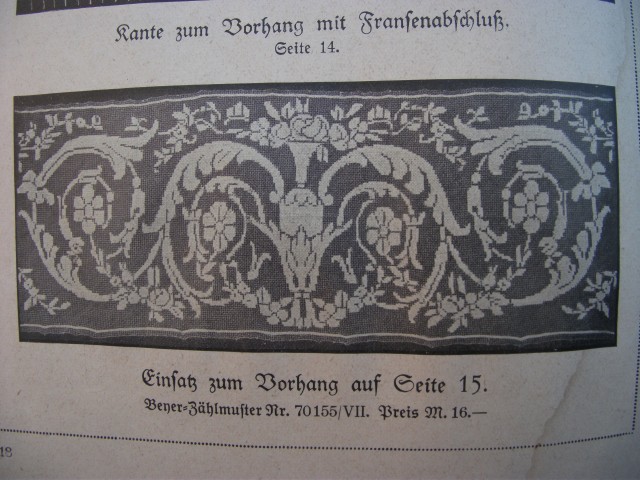 Kante zum Vorhang mit Fransenabschluß.
Seite 14.
Einsatz zum Vorhang auf Seite 15.
Beyer-Zählmuster Nr. 70155/VII. Preis M. 16.—
18